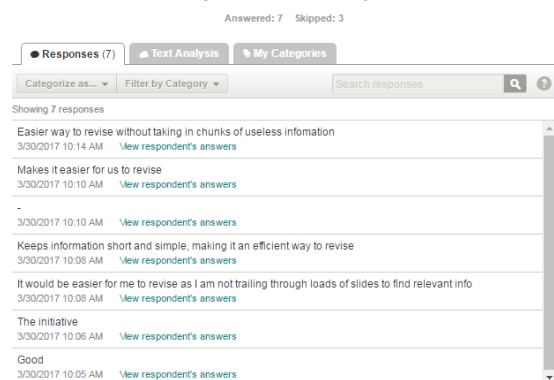 Answered: 7 Skipped: 3
Responses (7) Text Analysis My Categories
Categorize as... Filter by Category Search responses ?
Showing 7 responses
Easier way to revise without taking in chunks of useless infomation
3/30/2017 10:14 AM View respondent's answers
Makes it easier for us to revise
3/30/2017 10:10 AM View respondent's answers
-
3/30/2017 10:10 AM View respondent's answers
Keeps information short and simple, making it an efficient way to revise
3/30/2017 10:08 AM View respondent's answers
It would be easier for me to revise as I am not trailing through loads of slides to find relevant info
3/30/2017 10:08 AM View respondent's answers
The initiative
3/30/2017 10:06 AM View respondent's answers
Good
3/30/2017 10:05 AM View respondent's answers